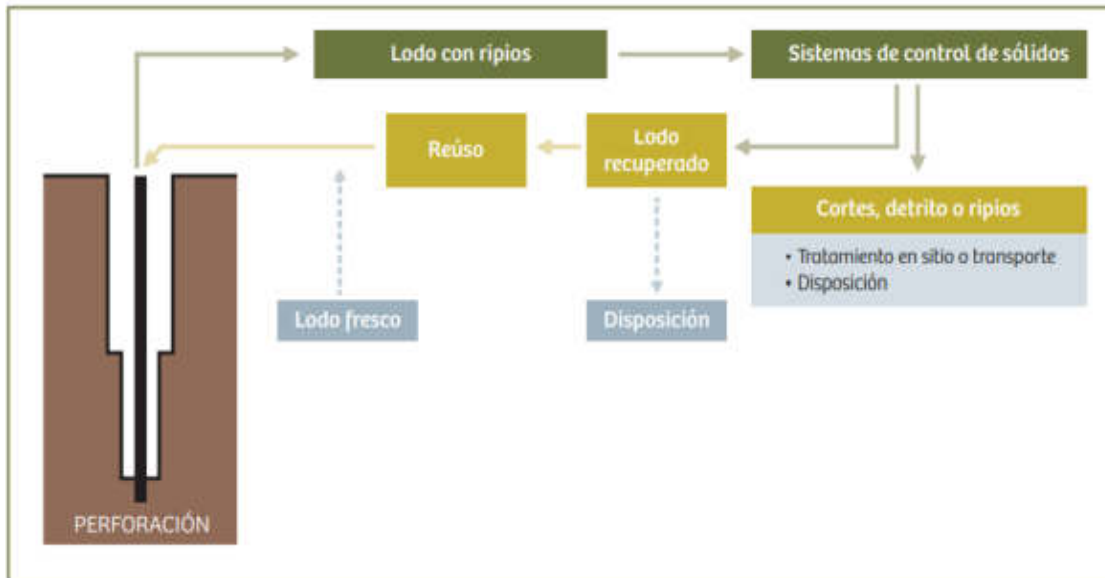 Lodo con ripios
Sistemas de control de sólidos
Reúso
Lodo
recuperado
Cortes, detrito o ripios
• Tratamiento en sitio o transporte
• Disposición
Lodo fresco
Disposición
PERFORACIÓN